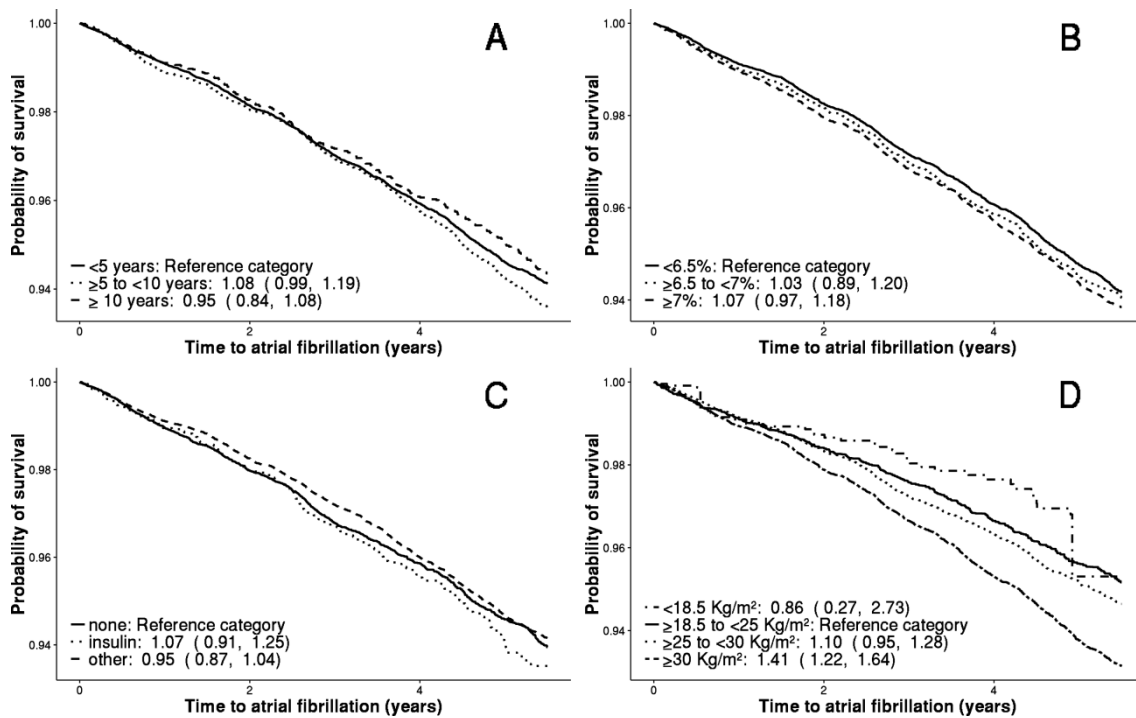 A
Probability of survival
1.00
0.98
0.96
0.94
<5 years: Reference category
≥5 to <10 years: 1.08 ( 0.99, 1.19)
≥ 10 years: 0.95 ( 0.84, 1.08)
0 2 4
Time to atrial fibrillation (years)
B
Probability of survival
1.00
0.98
0.96
0.94
<6.5%: Reference category
≥6.5 to <7%: 1.03 ( 0.89, 1.20)
≥7%: 1.07 ( 0.97, 1.18)
0 2 4
Time to atrial fibrillation (years)
C
Probability of survival
1.00
0.98
0.96
0.94
none: Reference category
insulin: 1.07 ( 0.91, 1.25)
other: 0.95 ( 0.87, 1.04)
0 2 4
Time to atrial fibrillation (years)
D
Probability of survival
1.00
0.98
0.96
0.94
<18.5 Kg/m²: 0.86 ( 0.27, 2.73)
≥18.5 to <25 Kg/m²: Reference category
≥25 to <30 Kg/m²: 1.10 ( 0.95, 1.28)
≥30 Kg/m²: 1.41 ( 1.22, 1.64)
0 2 4
Time to atrial fibrillation (years)